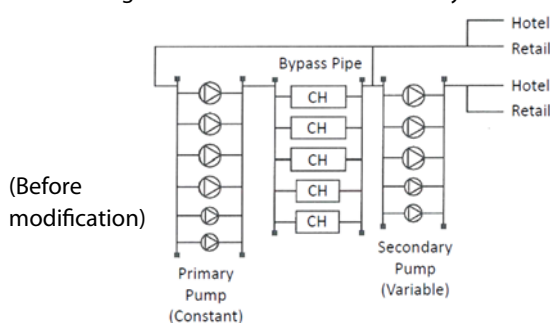 Hotel
Retail
Bypass Pipe
Hotel
Retail
CH
CH
CH
CH
CH
(Before
modification)
Primary
Pump
(Constant)
Secondary
Pump
(Variable)